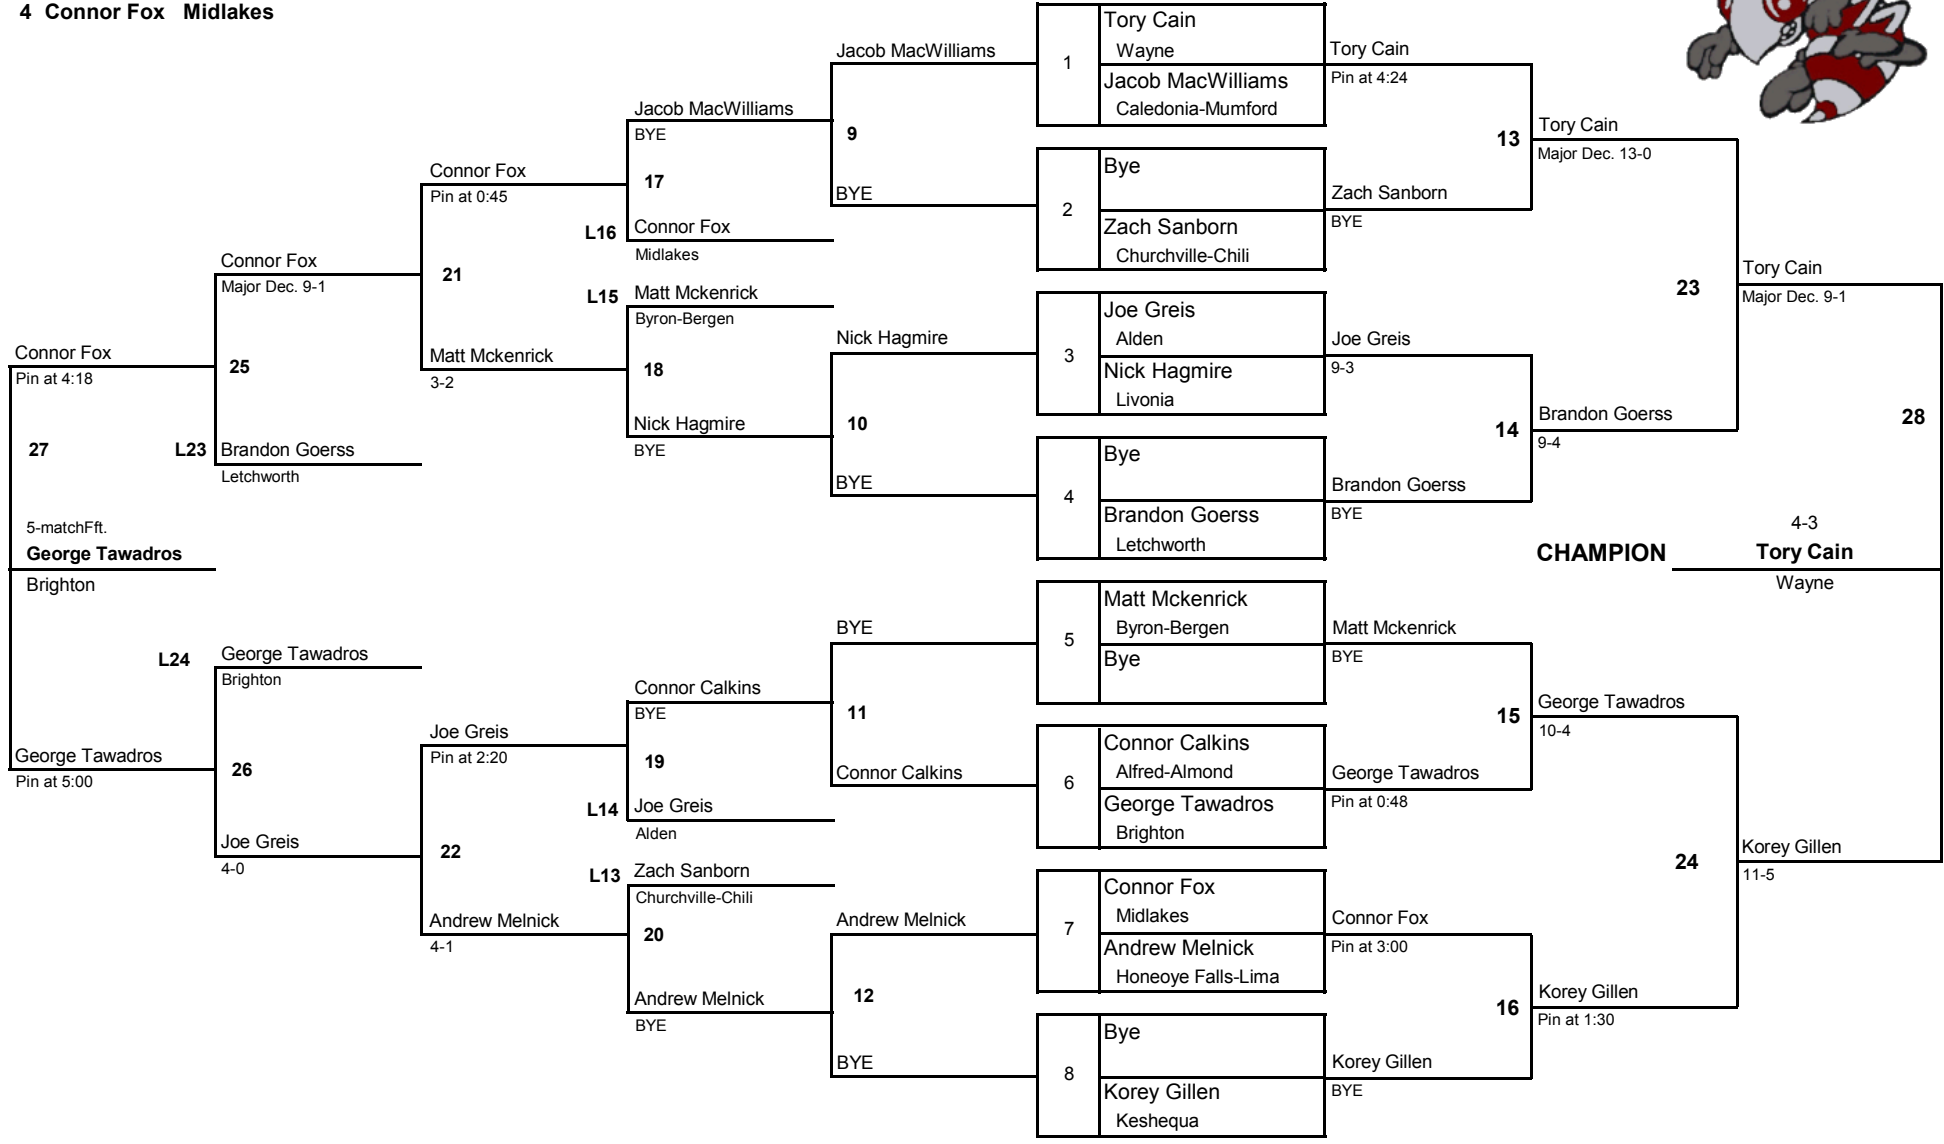 4 Connor Fox Midlakes
Connor Fox
Pin at 4:18
27
5-matchFft.
George Tawadros
Brighton
George Tawadros
Pin at 5:00
Connor Fox
Major Dec. 9-1
25
L23 Brandon Goerss
Letchworth
L24 George Tawadros
Brighton
26
Joe Greis
4-0
Connor Fox
Pin at 0:45
21
Matt Mckenrick
3-2
Joe Greis
Pin at 2:20
22
Andrew Melnick
4-1
Jacob MacWilliams
BYE
17
L16 Connor Fox
Midlakes
L15 Matt Mckenrick
Byron-Bergen
18
Nick Hagmire
BYE
Connor Calkins
BYE
19
L14 Joe Greis
Alden
L13 Zach Sanborn
Churchville-Chili
20
Andrew Melnick
BYE
Jacob MacWilliams
9
BYE
Nick Hagmire
10
BYE
BYE
11
Connor Calkins
Andrew Melnick
12
BYE
1
Tory Cain
Wayne
Jacob MacWilliams
Caledonia-Mumford
2
Bye
Zach Sanborn
Churchville-Chili
3
Joe Greis
Alden
Nick Hagmire
Livonia
4
Bye
Brandon Goerss
Letchworth
5
Matt Mckenrick
Byron-Bergen
Bye
6
Connor Calkins
Alfred-Almond
George Tawadros
Brighton
7
Connor Fox
Midlakes
Andrew Melnick
Honeoye Falls-Lima
8
Bye
Korey Gillen
Keshequa
Tory Cain
Pin at 4:24
13
Zach Sanborn
BYE
Joe Greis
9-3
14
Brandon Goerss
BYE
Matt Mckenrick
BYE
15
George Tawadros
Pin at 0:48
Connor Fox
Pin at 3:00
16
Korey Gillen
BYE
Tory Cain
Major Dec. 13-0
23
Brandon Goerss
9-4
George Tawadros
10-4
24
Korey Gillen
Pin at 1:30
Tory Cain
Major Dec. 9-1
28
4-3
CHAMPION Tory Cain
Wayne
Korey Gillen
11-5